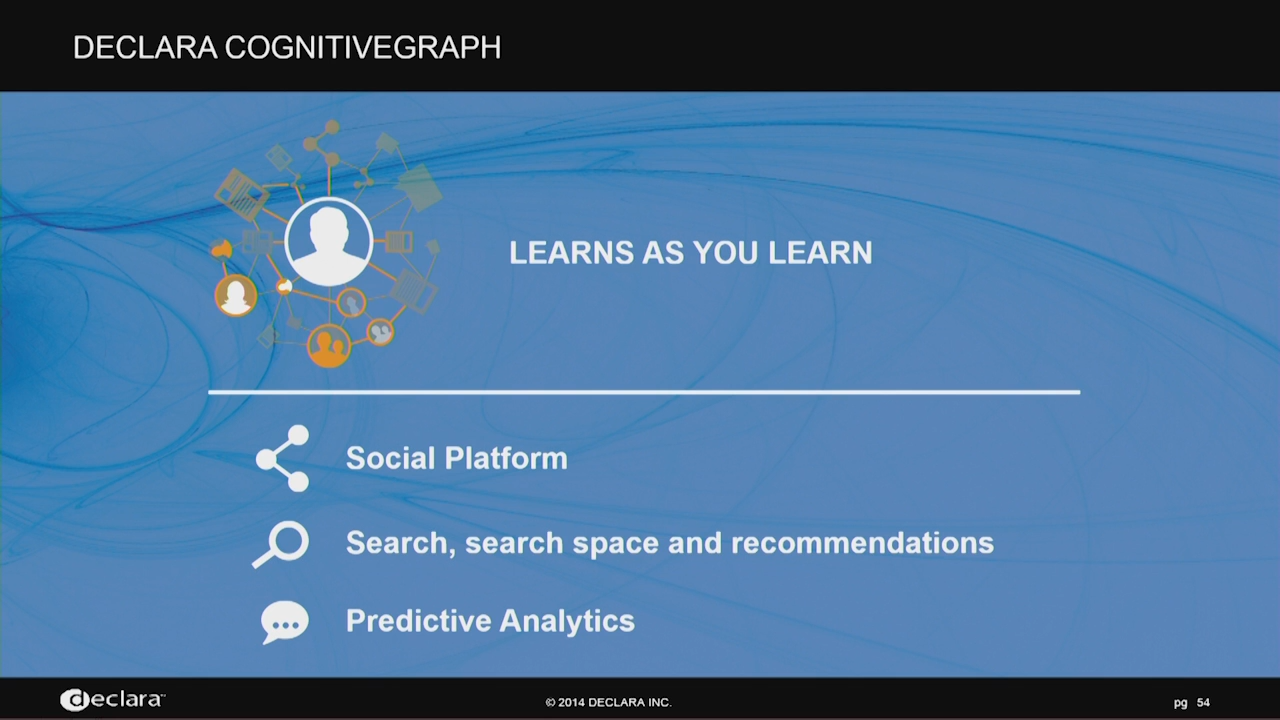 DECLARA COGNITIVEGRAPH
LEARNS AS YOU LEARN
Social Platform
Search, search space and recommendations
Predictive Analytics
declara™
© 2014 DECLARA INC.
pg 54